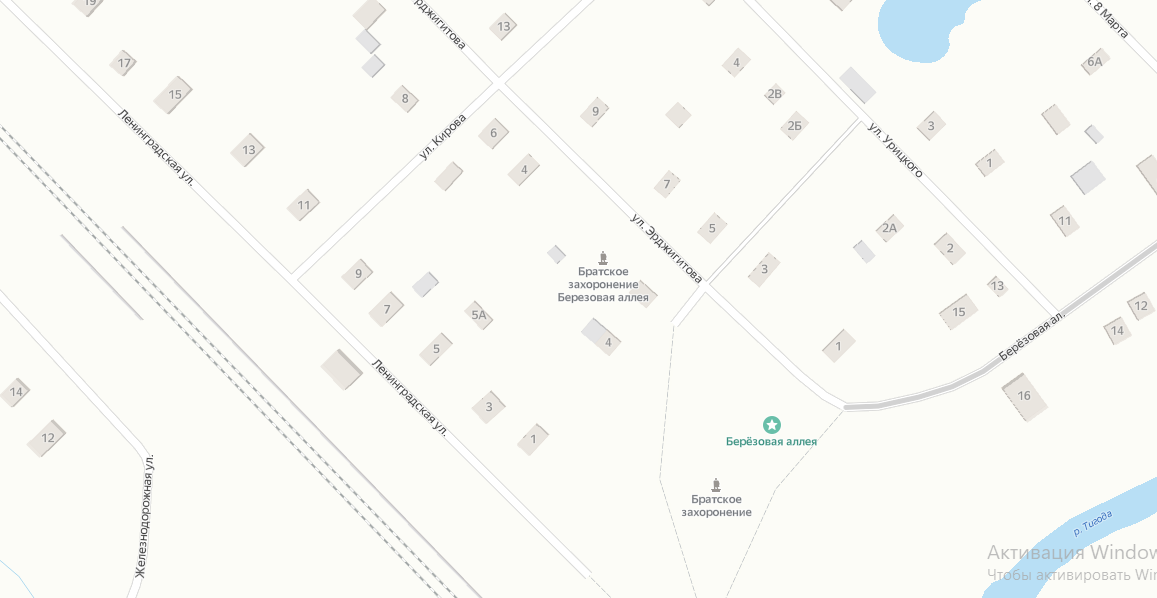 19
ул. 8 Марта
рджигитова
13
17
4
6А
15
8
2В
ул. Кирова
9
2Б
ул. Урицкого
3
Ленинградская ул.
6
13
4
7
1
11
ул. Эрджигитова
5
11
2А
2
9
Братское
захоронение
Березовая аллея
3
13
7
5А
15
12
Берёзовая ал.
14
5
4
1
Ленинградская ул.
14
3
16
12
1
Берёзовая аллея
Железнодорожная ул.
Братское
захоронение
р. Тигода
Активация Window
Чтобы активировать Wi